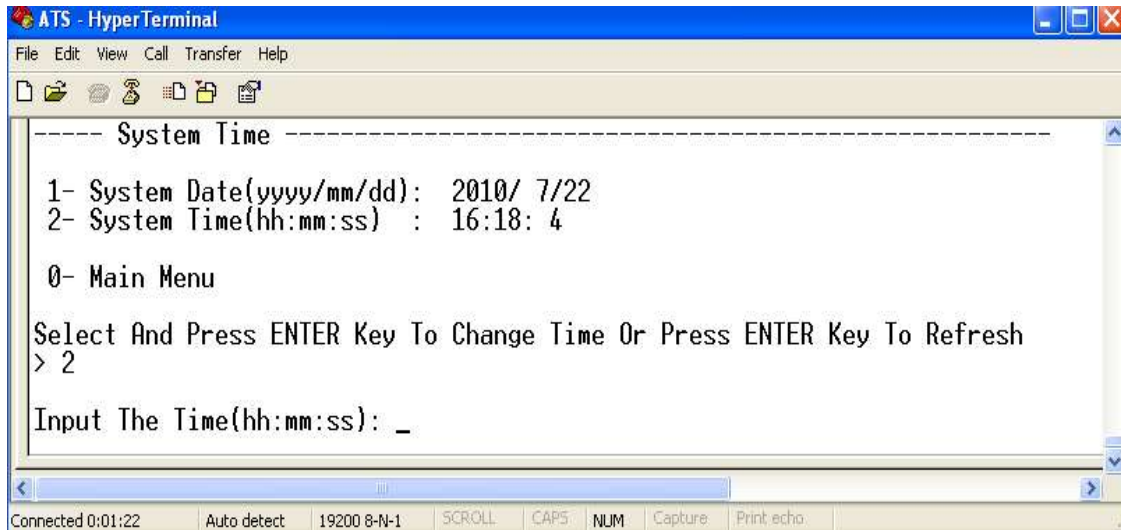 ATS - HyperTerminal
File Edit View Call Transfer Help
----- System Time -------------------------------------------------------
1- System Date(yyyy/mm/dd): 2010/ 7/22
2- System Time(hh:mm:ss) : 16:18: 4
0- Main Menu
Select And Press ENTER Key To Change Time Or Press ENTER Key To Refresh
> 2
Input The Time(hh:mm:ss): _
Connected 0:01:22 Auto detect 19200 8-N-1 SCROLL CAPS NUM Capture Print echo